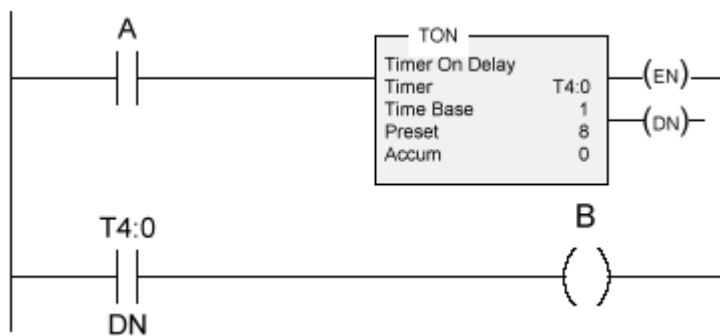 A
TON
Timer On Delay
Timer T4:0
Time Base 1
Preset 8
Accum 0
(EN)
(DN)
T4:0
DN
B